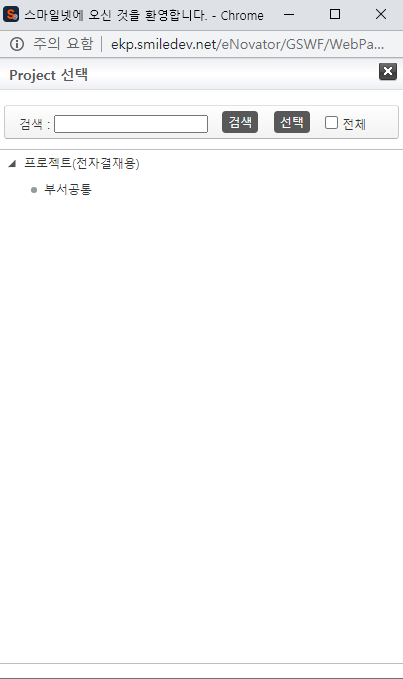 스마일넷에 오신 것을 환영합니다. - Chrome
주의 요함 | ekp.smiledev.net/eNovator/GSWF/WebPa...
Project 선택
검색 : 검색 선택 전체
프로젝트(전자결재용)
부서공통